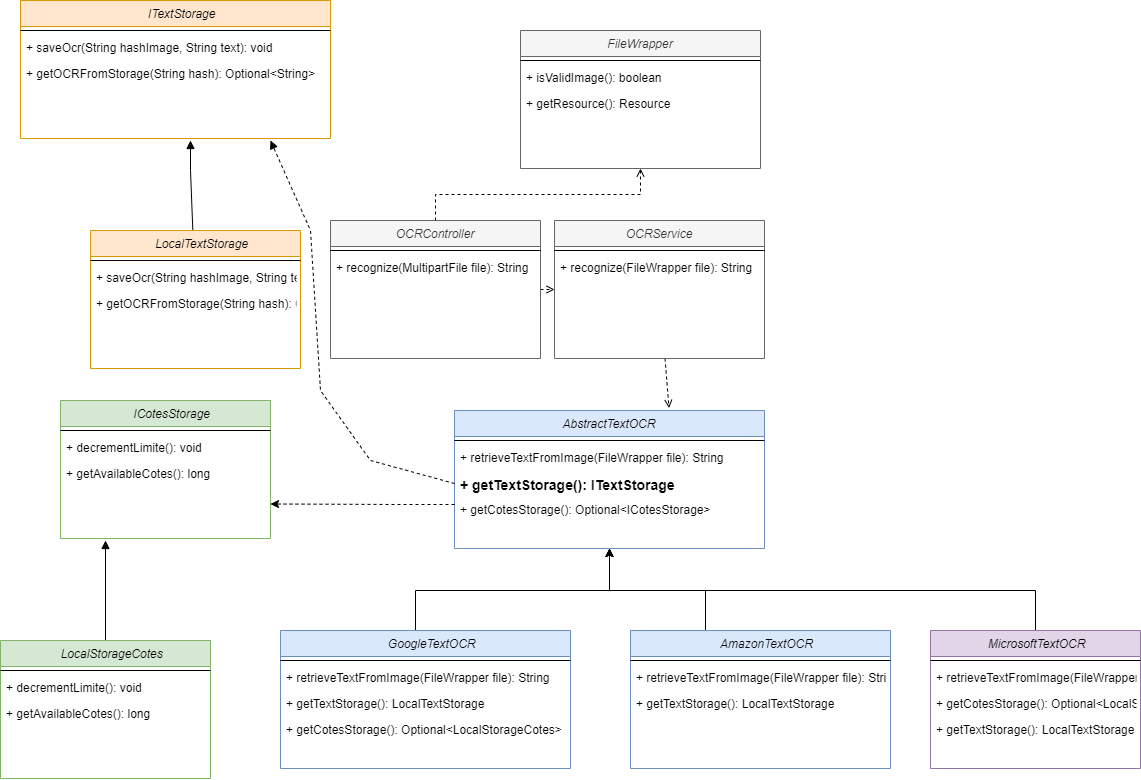 ITextStorage
+ saveOcr(String hashImage, String text): void
+ getOCRFromStorage(String hash): Optional<String>
FileWrapper
+ isValidImage(): boolean
+ getResource(): Resource
LocalTextStorage
+ saveOcr(String hashImage, String te
+ getOCRFromStorage(String hash):
OCRController
+ recognize(MultipartFile file): String
OCRService
+ recognize(FileWrapper file): String
ICotesStorage
+ decrementLimite(): void
+ getAvailableCotes(): long
AbstractTextOCR
+ retrieveTextFromImage(FileWrapper file): String
+ getTextStorage(): ITextStorage
+ getCotesStorage(): Optional<ICotesStorage>
LocalStorageCotes
+ decrementLimite(): void
+ getAvailableCotes(): long
GoogleTextOCR
+ retrieveTextFromImage(FileWrapper file): String
+ getTextStorage(): LocalTextStorage
+ getCotesStorage(): Optional<LocalStorageCotes>
AmazonTextOCR
+ retrieveTextFromImage(FileWrapper file): Stri
+ getTextStorage(): LocalTextStorage
MicrosoftTextOCR
+ retrieveTextFromImage(FileWrapper
+ getCotesStorage(): Optional<LocalS
+ getTextStorage(): LocalTextStorage